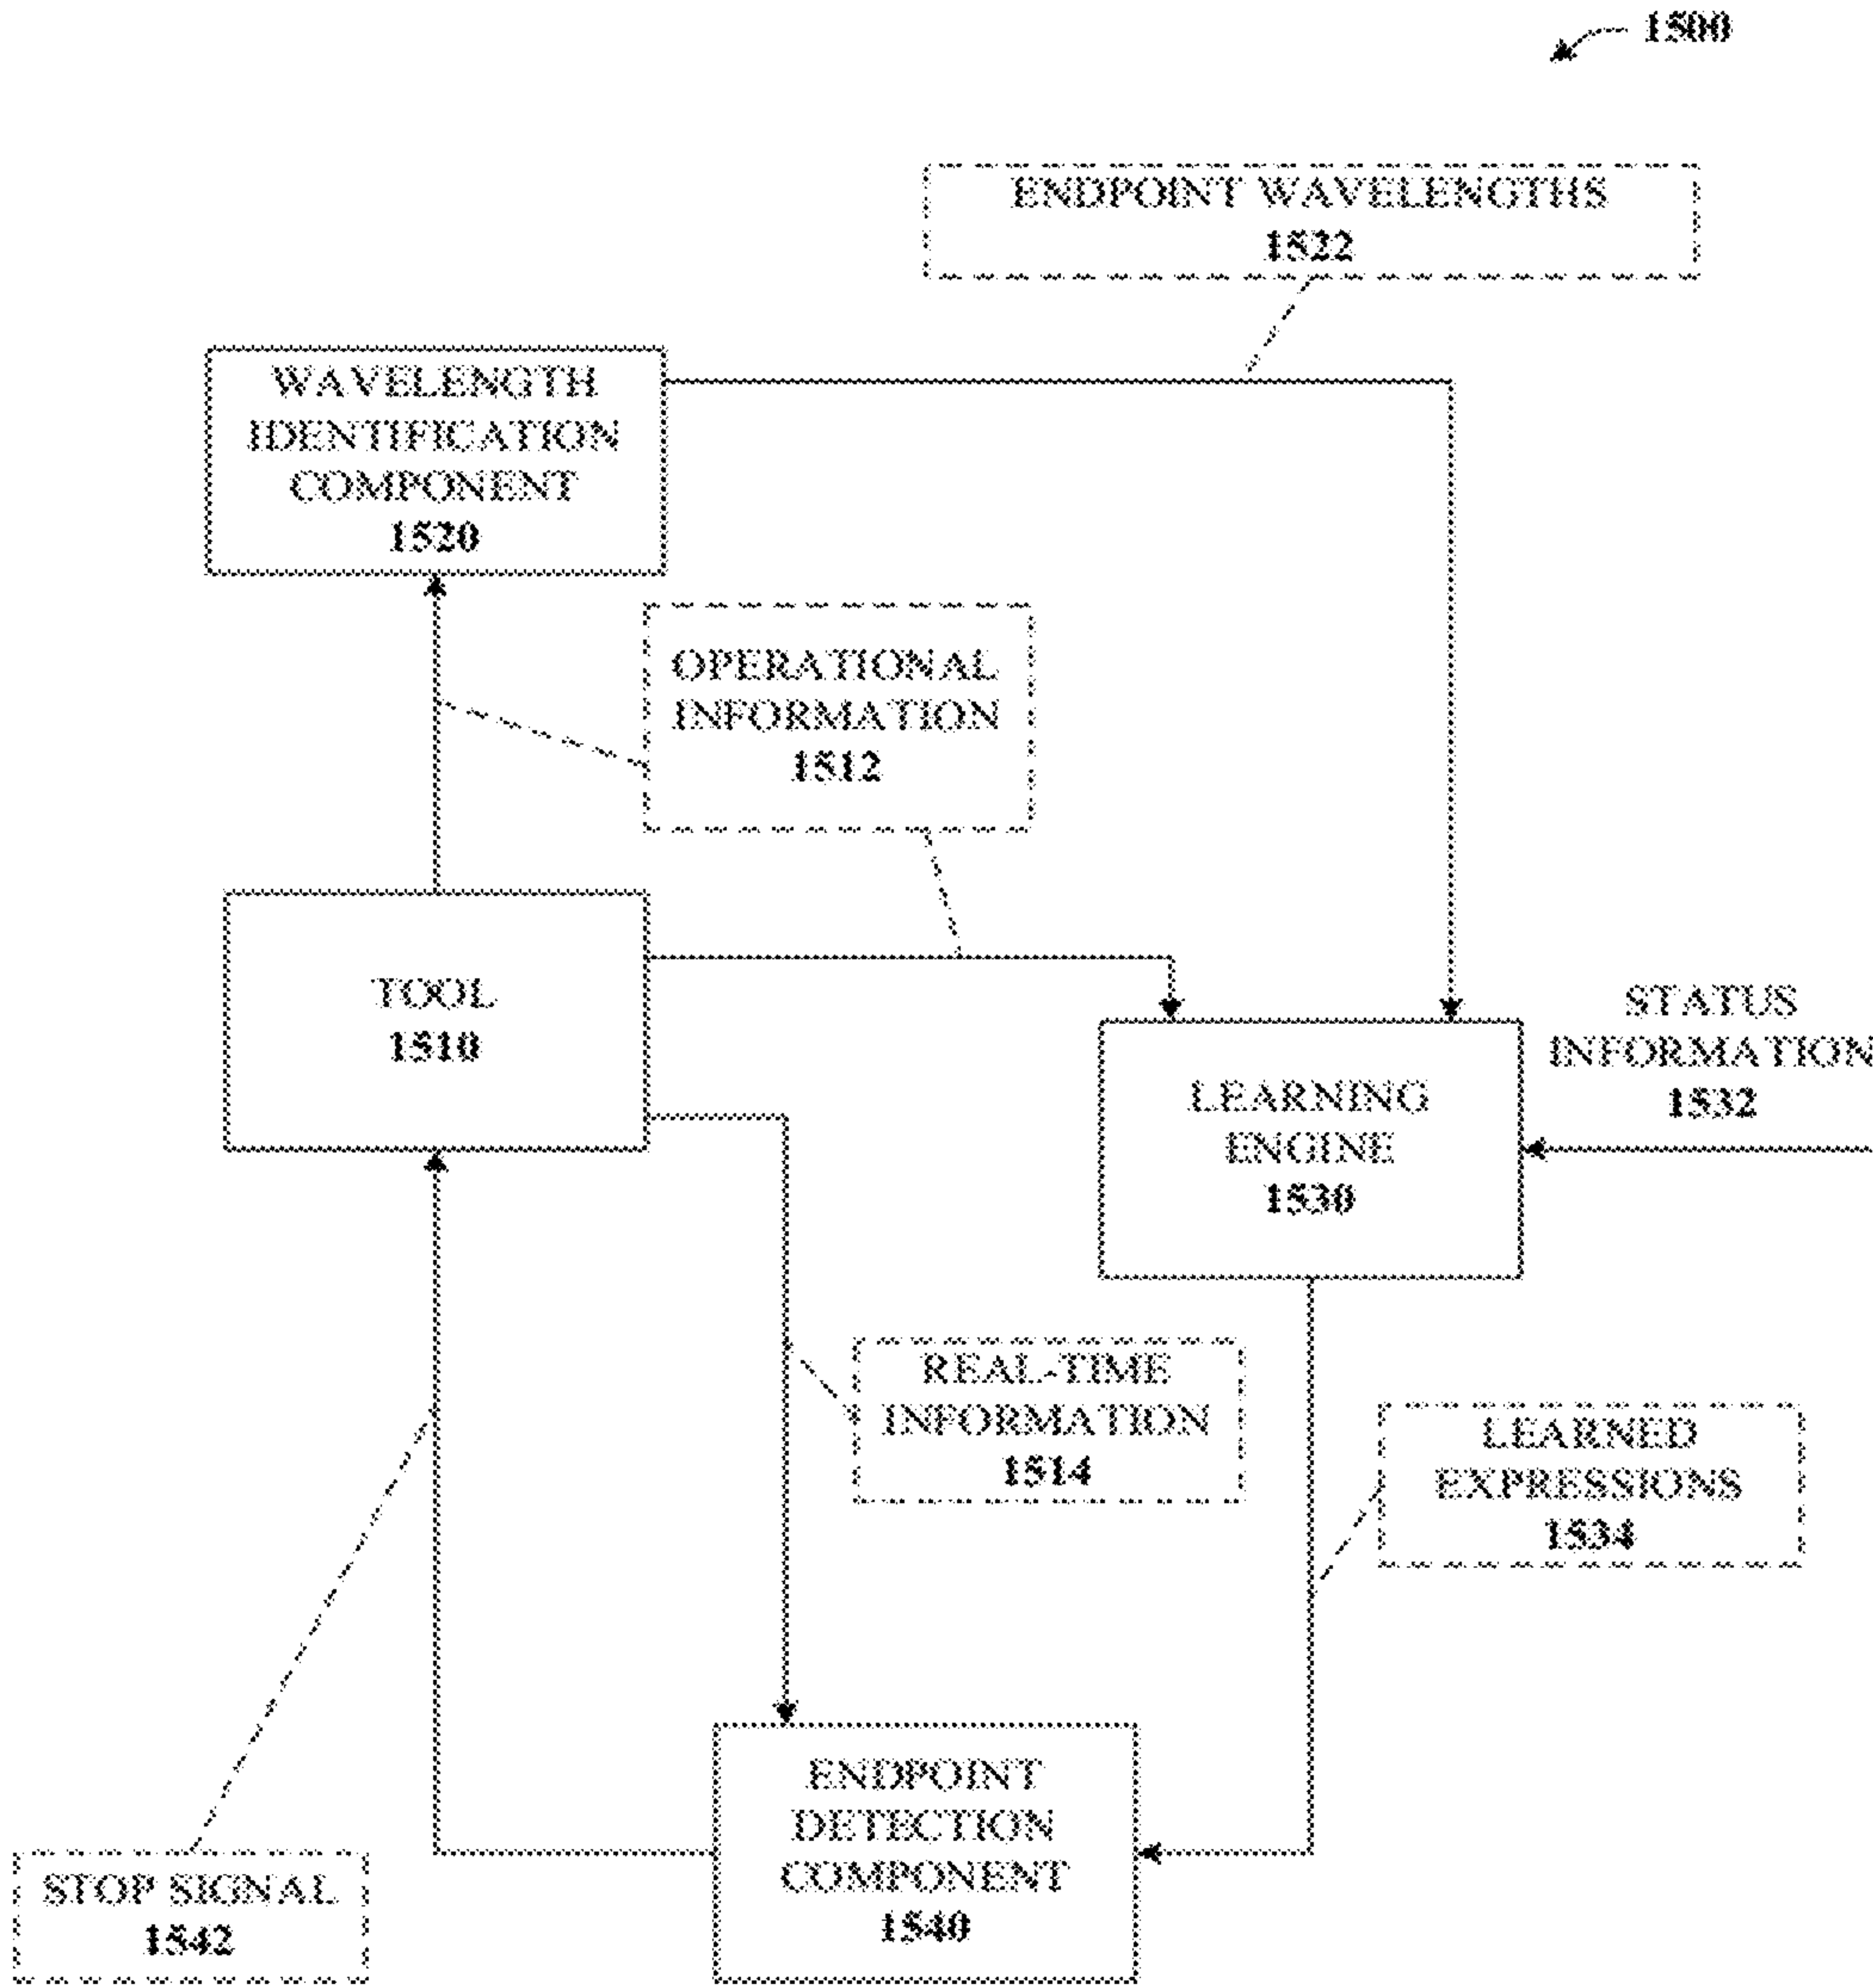 1500
ENDPOINT WAVELENGTHS
1522
WAVELENGTH
IDENTIFICATION
COMPONENT
1520
OPERATIONAL
INFORMATION
1512
TOOL
1510
STATUS
INFORMATION
1532
LEARNING
ENGINE
1530
REAL-TIME
INFORMATION
1514
LEARNED
EXPRESSIONS
1534
ENDPOINT
DETECTION
COMPONENT
1540
STOP SIGNAL
1542